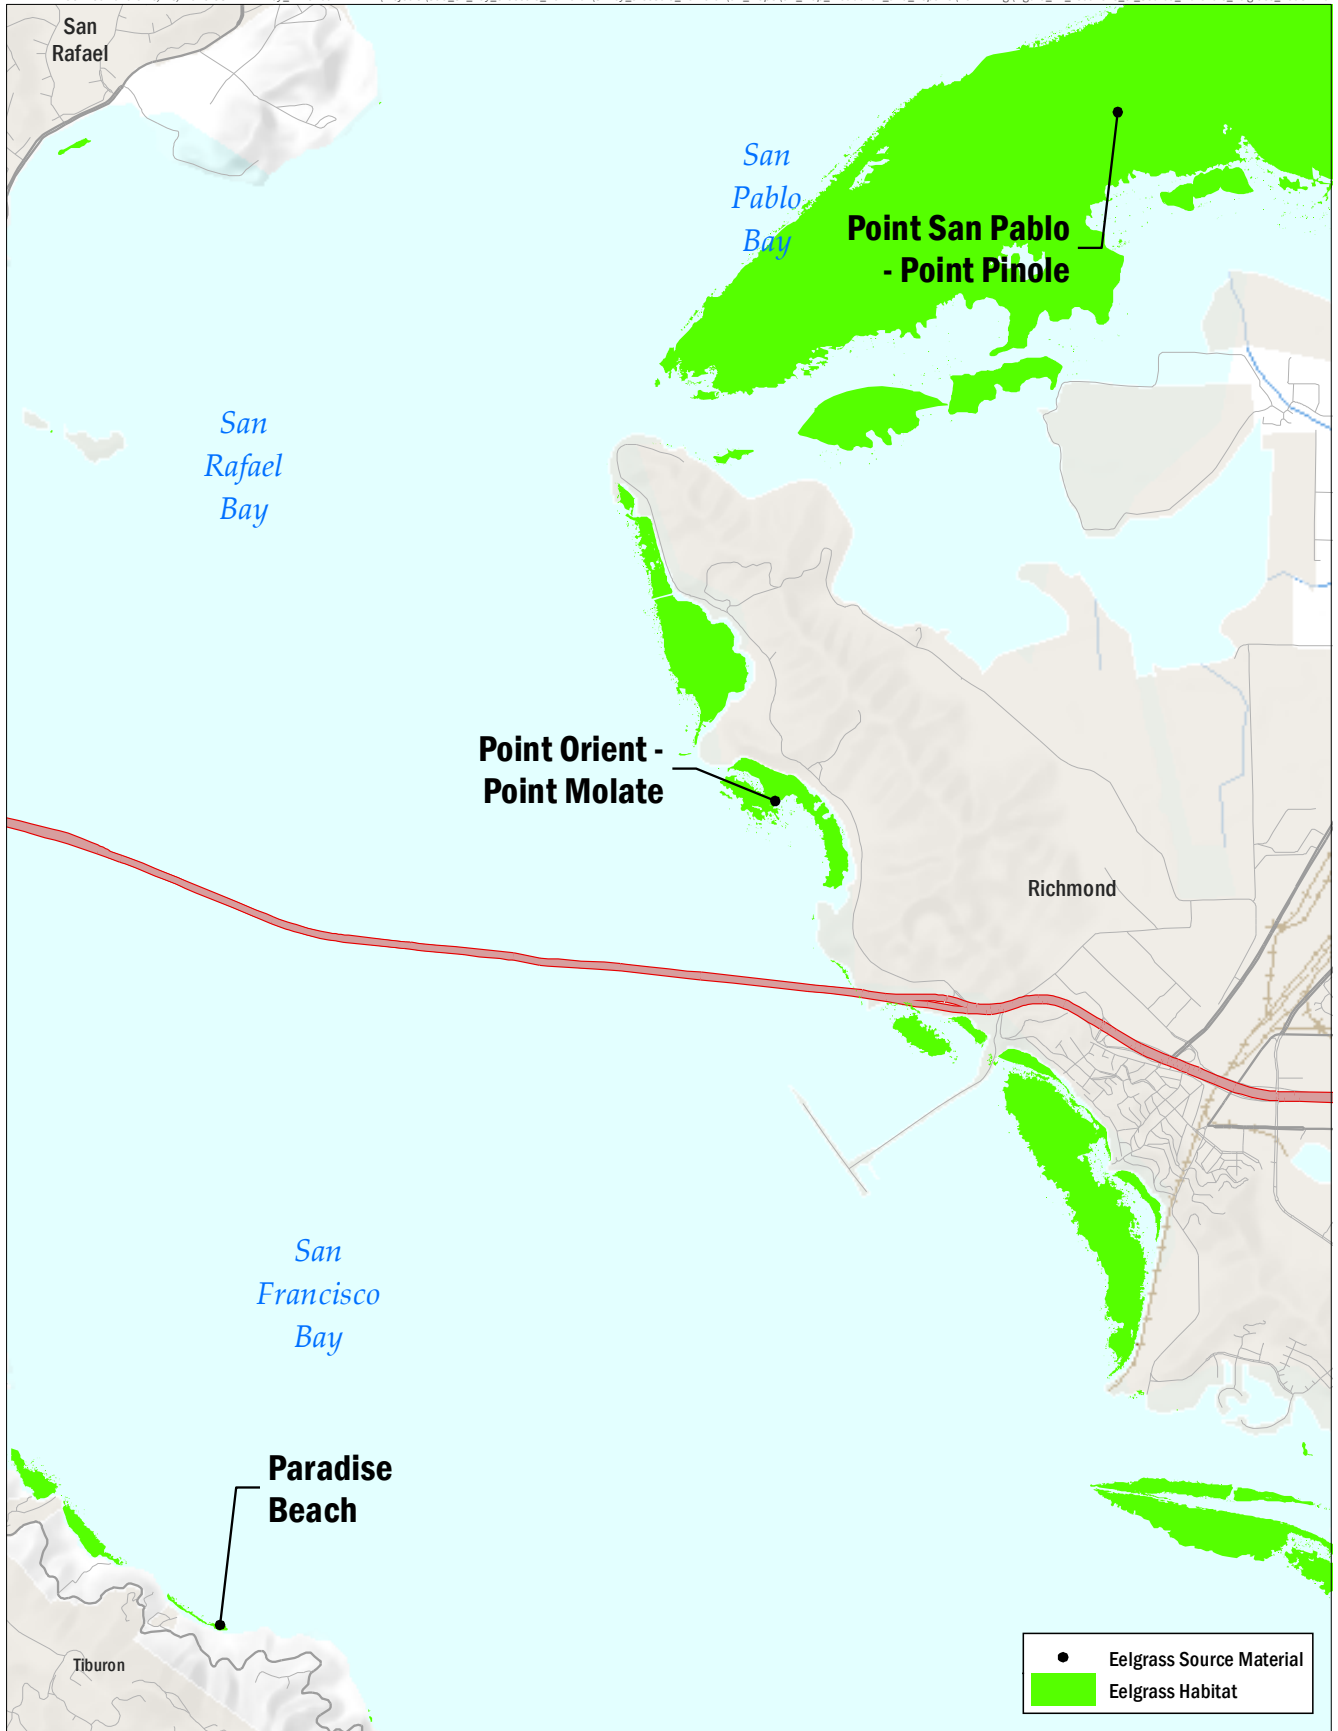 San
Rafael
San
Pablo
Bay
Point San Pablo
- Point Pinole
San
Rafael
Bay
Point Orient -
Point Molate
Richmond
San
Francisco
Bay
Paradise
Beach
Tiburon
Eelgrass Source Material
Eelgrass Habitat